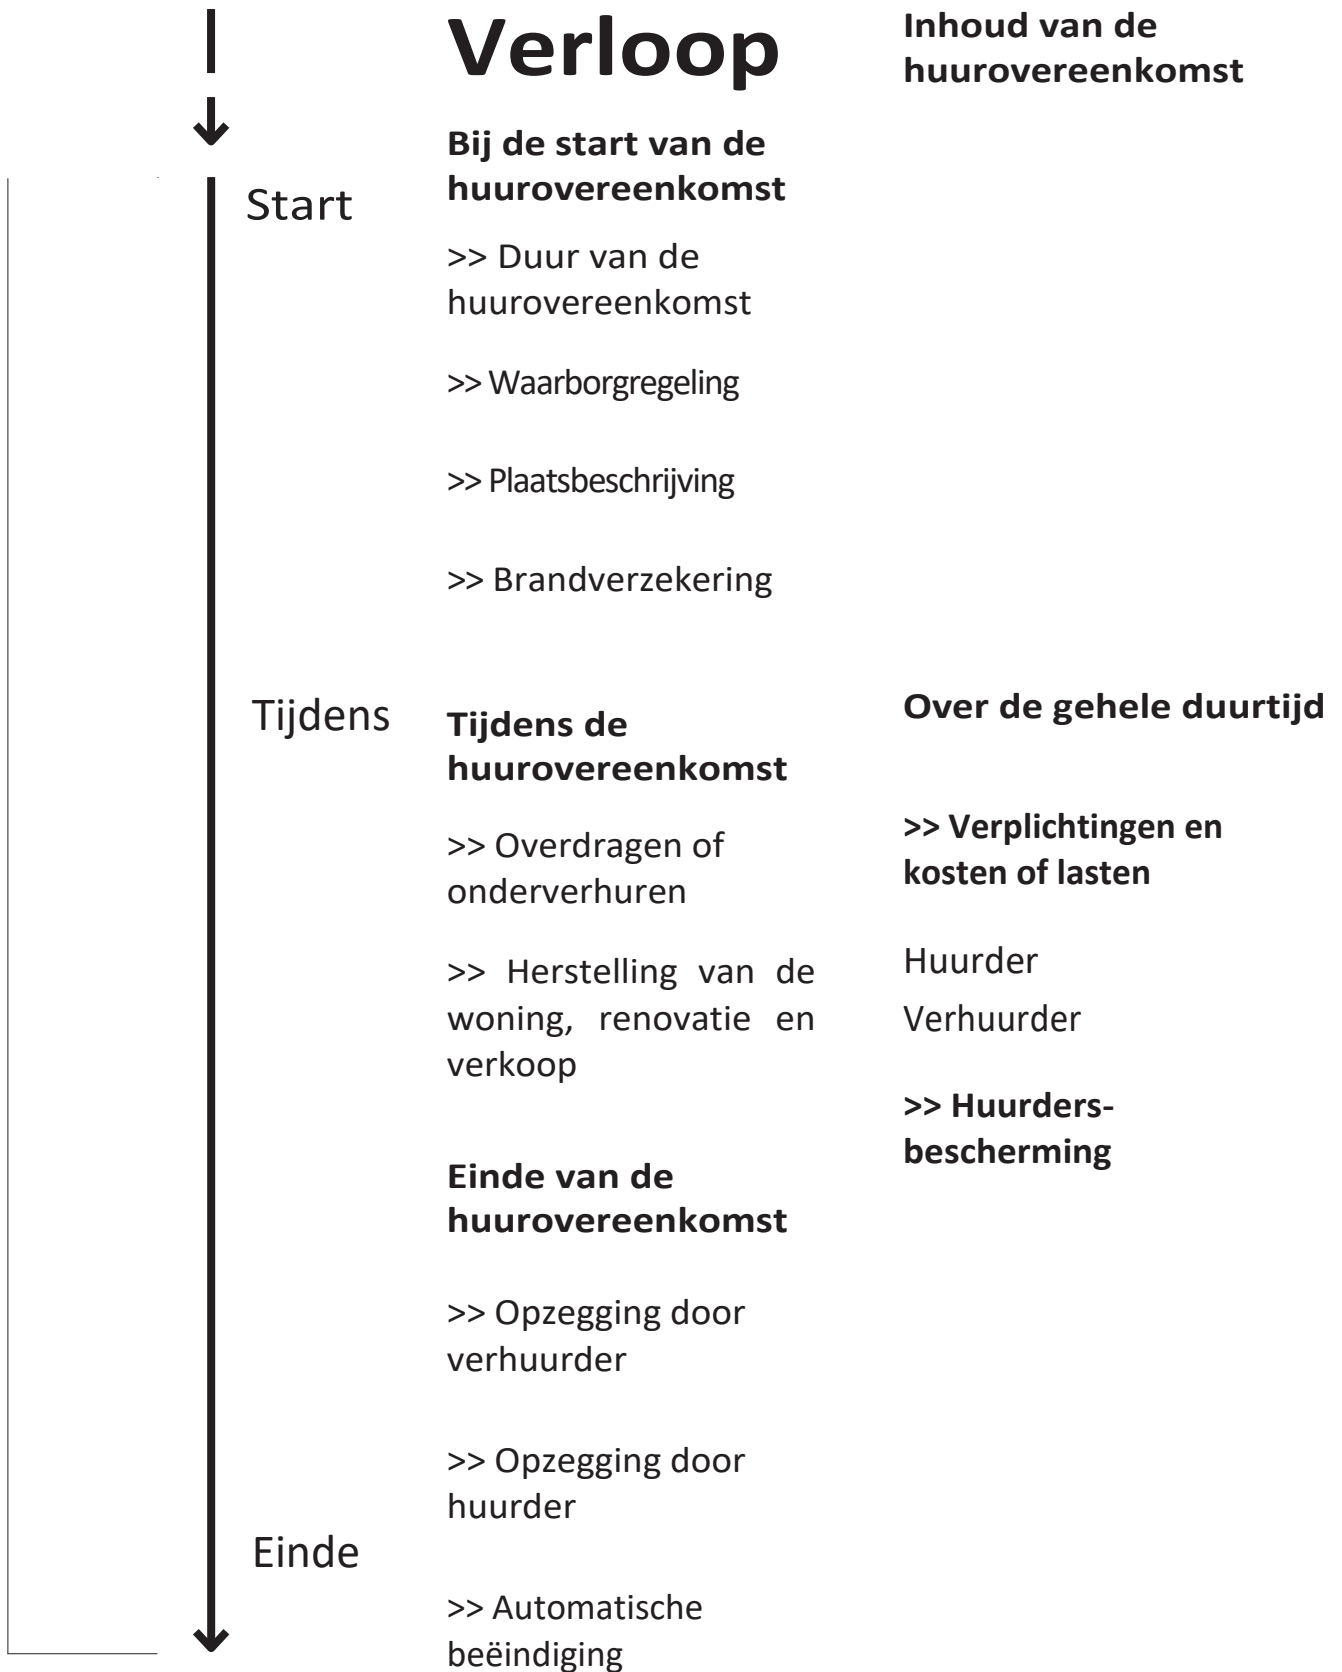 Verloop
Inhoud van de
huurovereenkomst
Start
Bij de start van de
huurovereenkomst
>> Duur van de
huurovereenkomst
>> Waarborgregeling
>> Plaatsbeschrijving
>> Brandverzekering
Tijdens
Tijdens de
huurovereenkomst
>> Overdragen of
onderverhuren
>> Herstelling van de
woning, renovatie en
verkoop
Over de gehele duurtijd
>> Verplichtingen en
kosten of lasten
Huurder
Verhuurder
>> Huurders-
bescherming
Einde van de
huurovereenkomst
>> Opzegging door
verhuurder
>> Opzegging door
huurder
Einde
>> Automatische
beëindiging